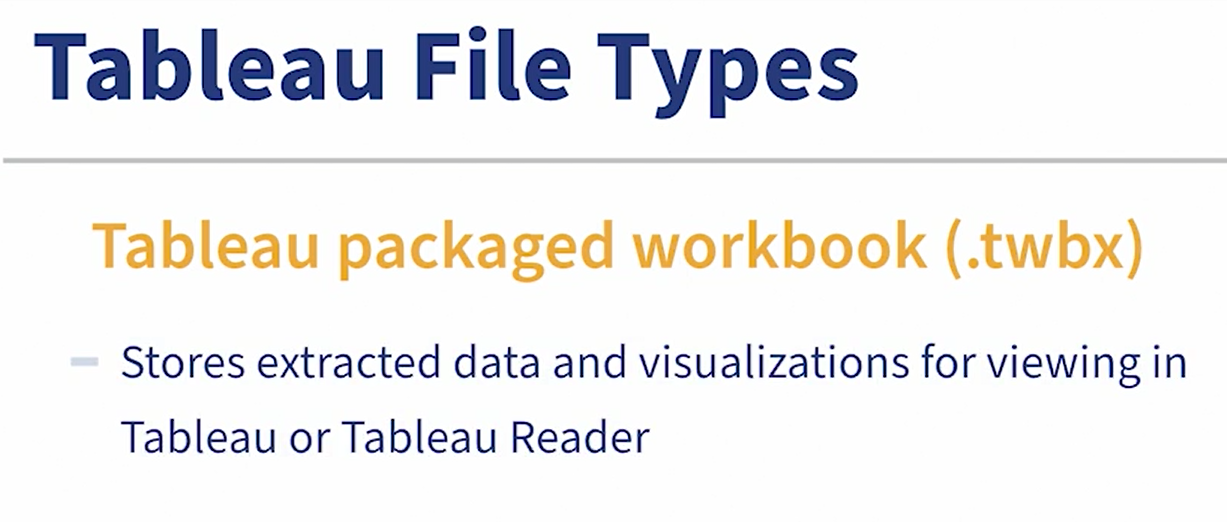 Tableau File Types
Tableau packaged workbook (.twbx)
Stores extracted data and visualizations for viewing in
Tableau or Tableau Reader